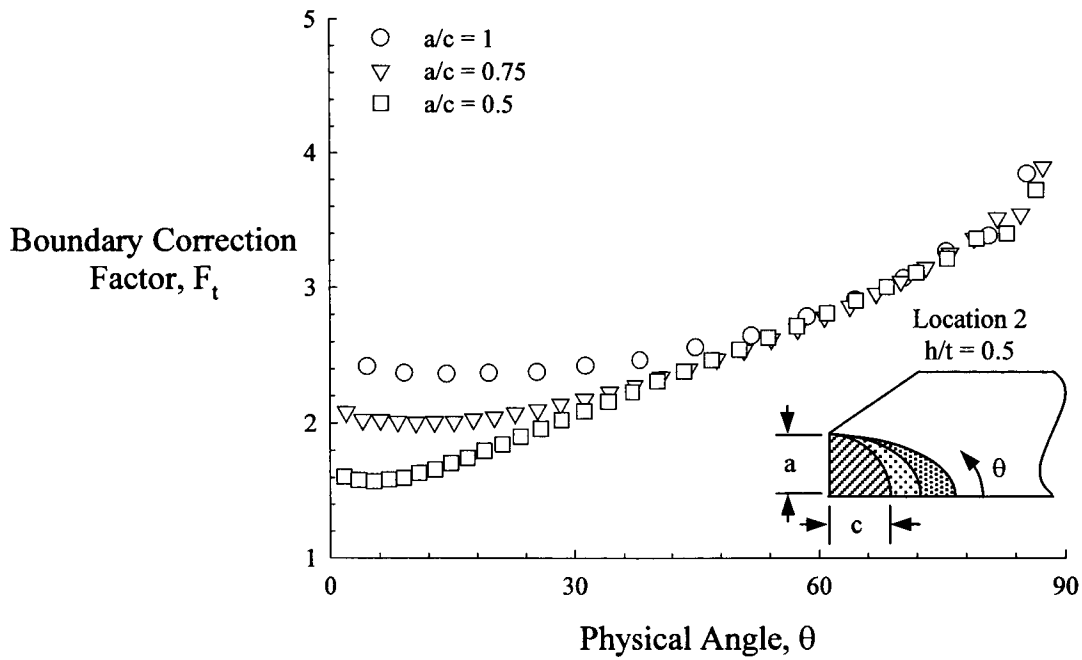 5
4
3
2
1
a/c = 1
a/c = 0.75
a/c = 0.5
Boundary Correction
Factor, Ft
Location 2
h/t = 0.5
a
c
θ
0
30
60
90
Physical Angle, θ